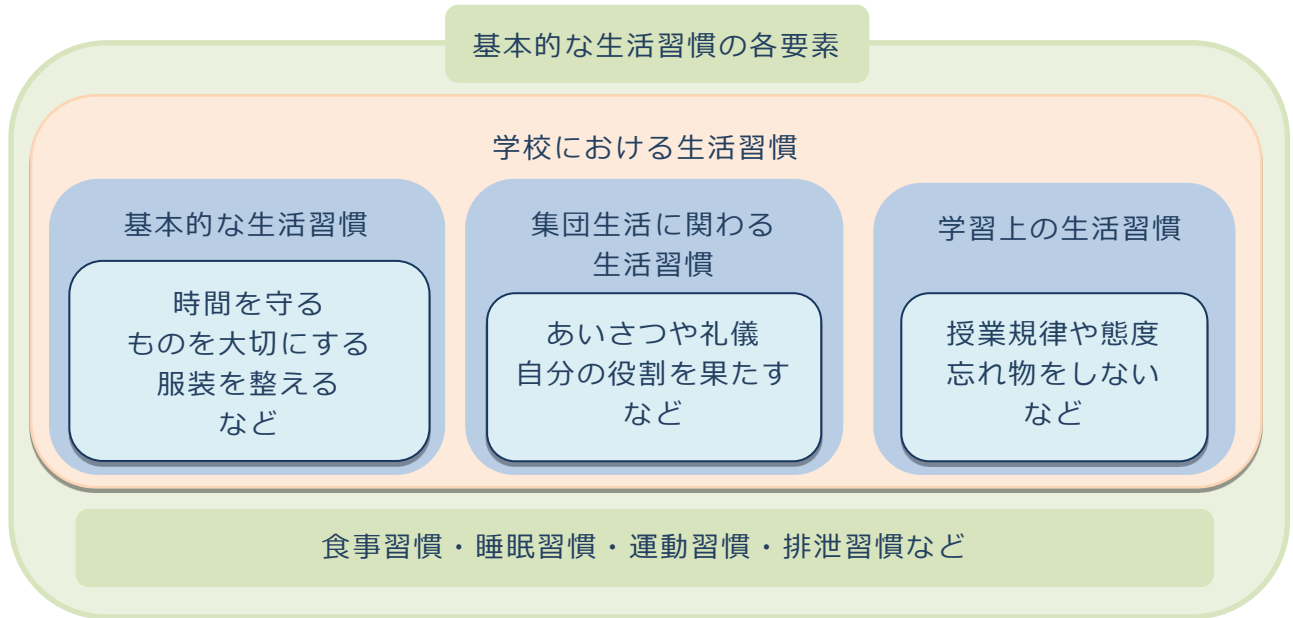 基本的な生活習慣の各要素
学校における生活習慣
基本的な生活習慣
時間を守る
ものを大切にする
服装を整える
など
集団生活に関わる
生活習慣
あいさつや礼儀
自分の役割を果たす
など
学習上の生活習慣
授業規律や態度
忘れ物をしない
など
食事習慣・睡眠習慣・運動習慣・排泄習慣など